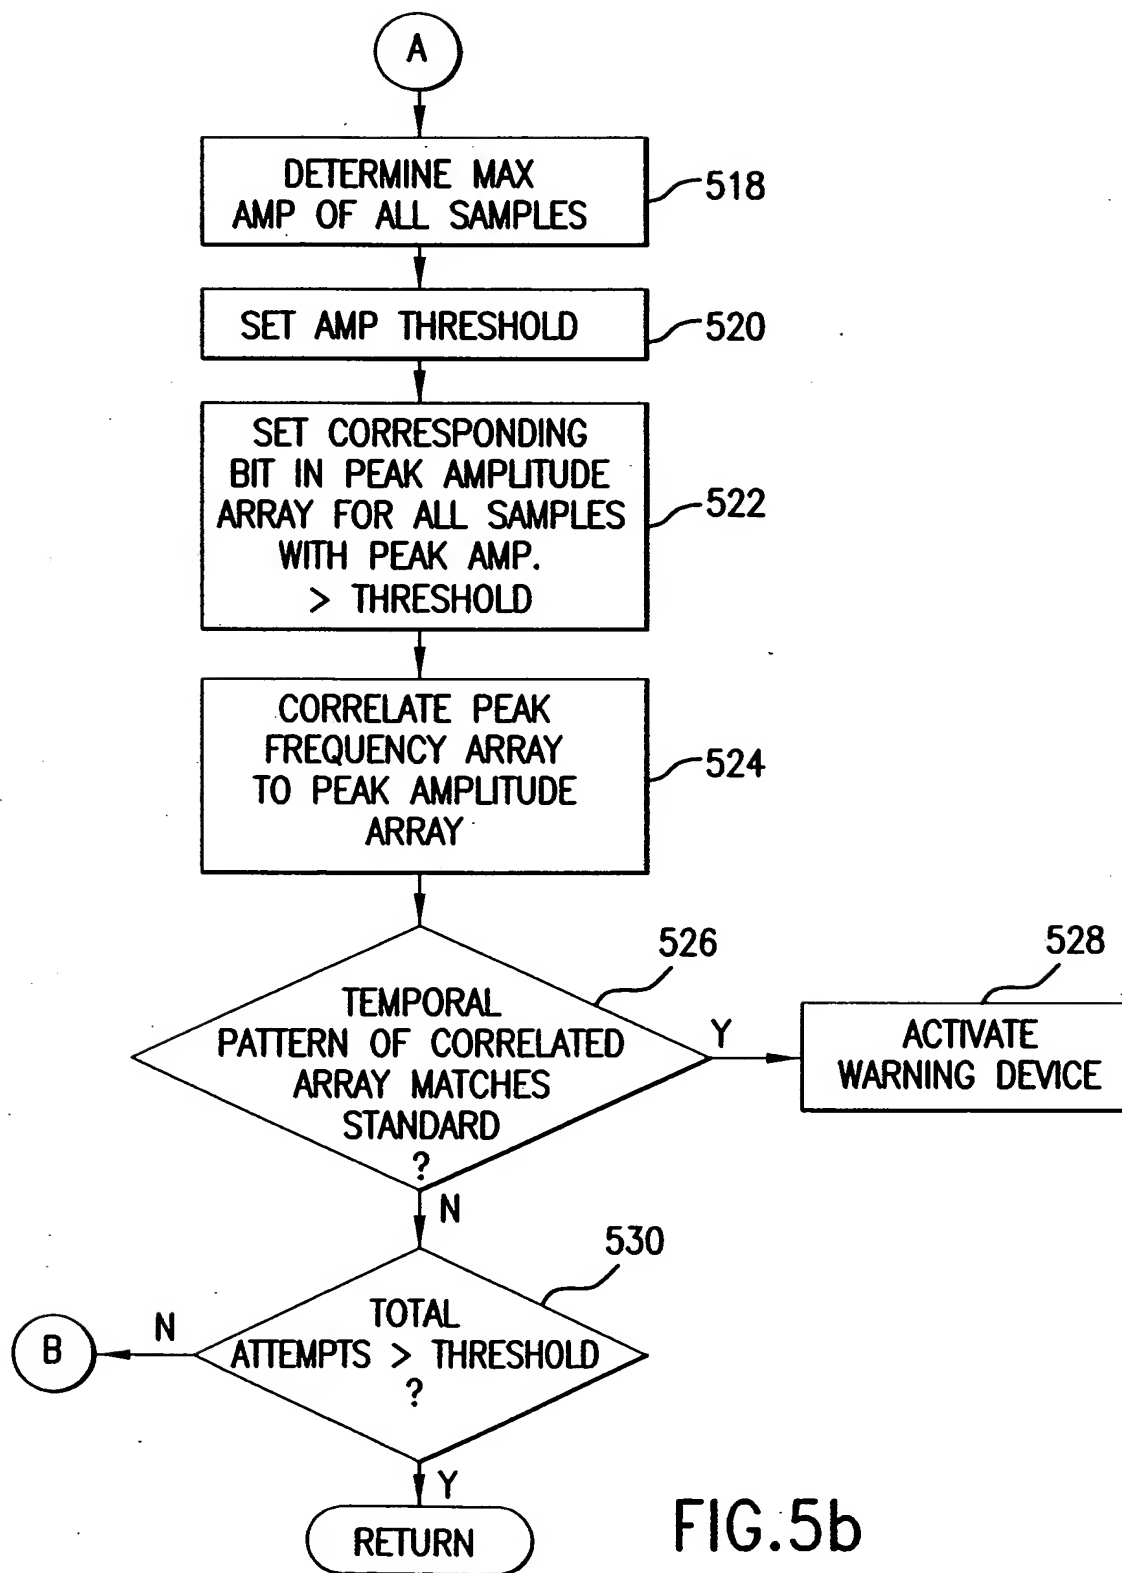 A
DETERMINE MAX
AMP OF ALL SAMPLES
518
SET AMP THRESHOLD
520
SET CORRESPONDING
BIT IN PEAK AMPLITUDE
ARRAY FOR ALL SAMPLES
WITH PEAK AMP.
> THRESHOLD
522
CORRELATE PEAK
FREQUENCY ARRAY
TO PEAK AMPLITUDE
ARRAY
524
TEMPORAL
PATTERN OF CORRELATED
ARRAY MATCHES
STANDARD
?
526
Y
ACTIVATE
WARNING DEVICE
528
N
TOTAL
ATTEMPTS > THRESHOLD
?
530
N
B
Y
RETURN
FIG.5b